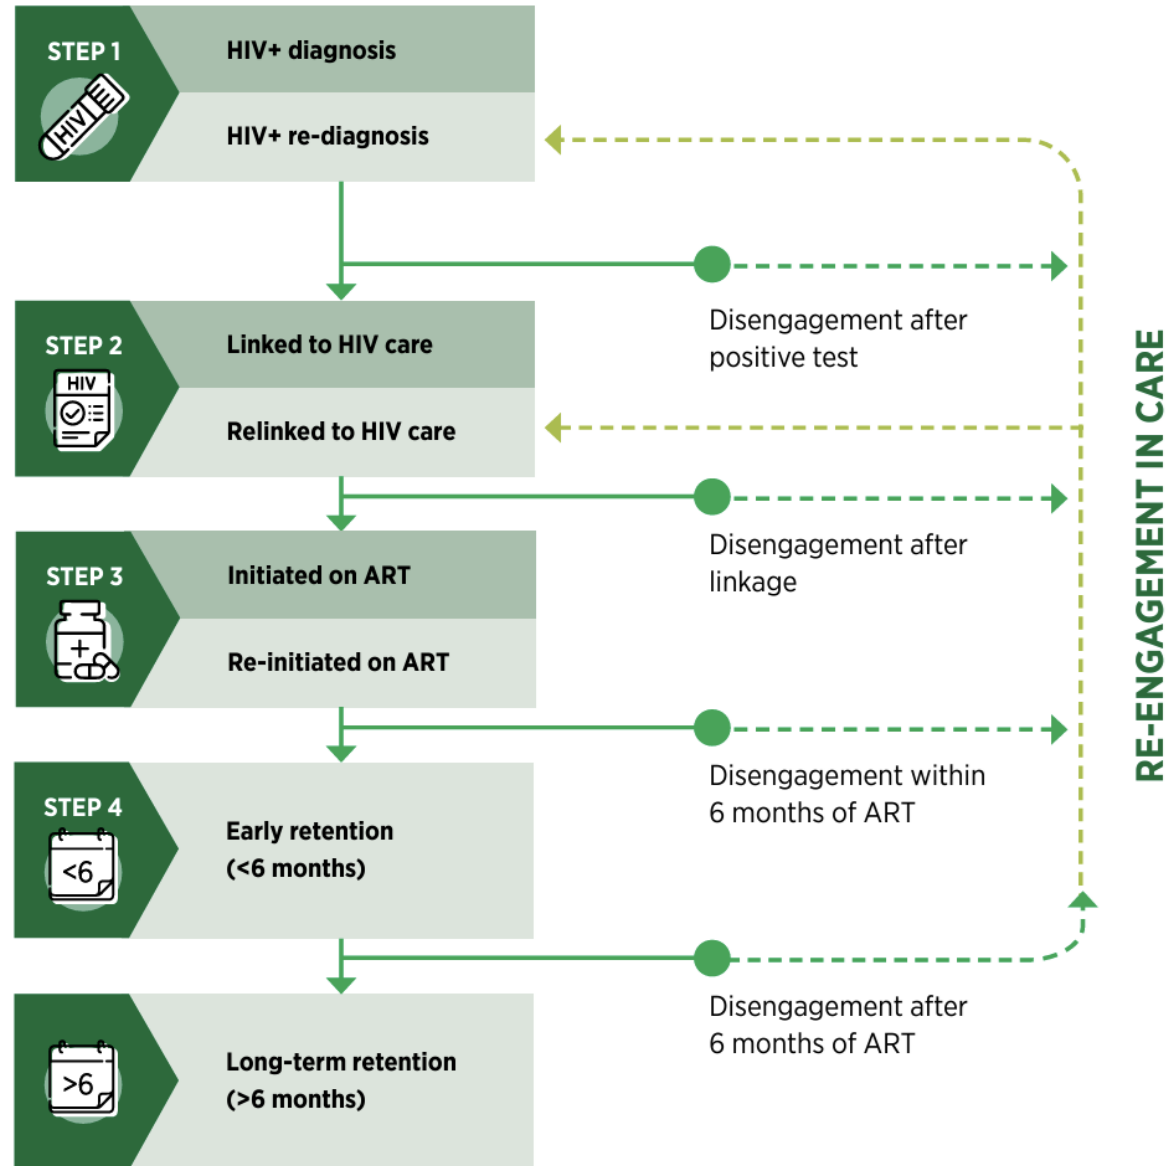 STEP 1
HIV
HIV+ diagnosis
HIV+ re-diagnosis
Disengagement after
positive test
STEP 2
HIV
Linked to HIV care
Relinked to HIV care
Disengagement after
linkage
STEP 3
Initiated on ART
Re-initiated on ART
Disengagement within
6 months of ART
STEP 4
<6
Early retention
(<6 months)
Disengagement after
6 months of ART
>6
Long-term retention
(>6 months)
RE-ENGAGEMENT IN CARE